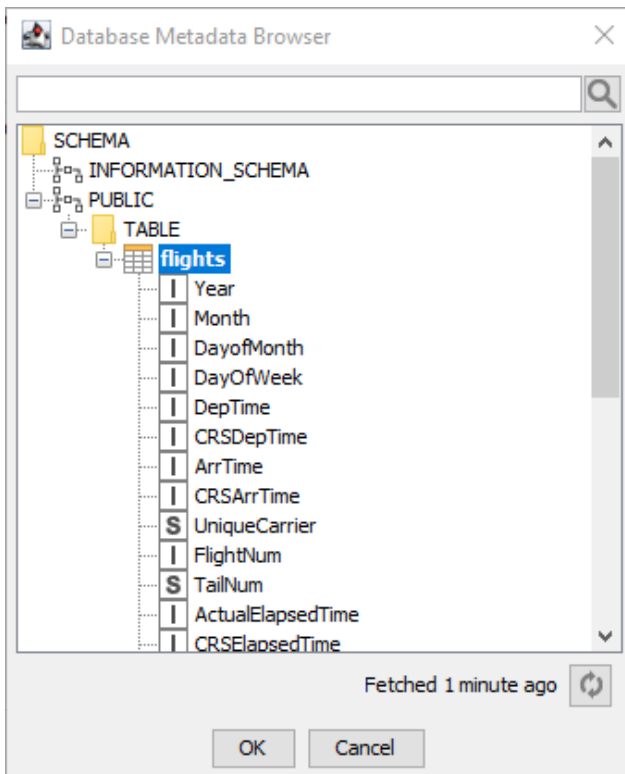 Database Metadata Browser
SCHEMA
INFORMATION_SCHEMA
PUBLIC
TABLE
flights
I Year
I Month
I DayofMonth
I DayOfWeek
I DepTime
I CRSDepTime
I ArrTime
I CRSArrTime
S UniqueCarrier
I FlightNum
S TailNum
I ActualElapsedTime
I CRSElapsedTime
Fetched 1 minute ago
OK Cancel